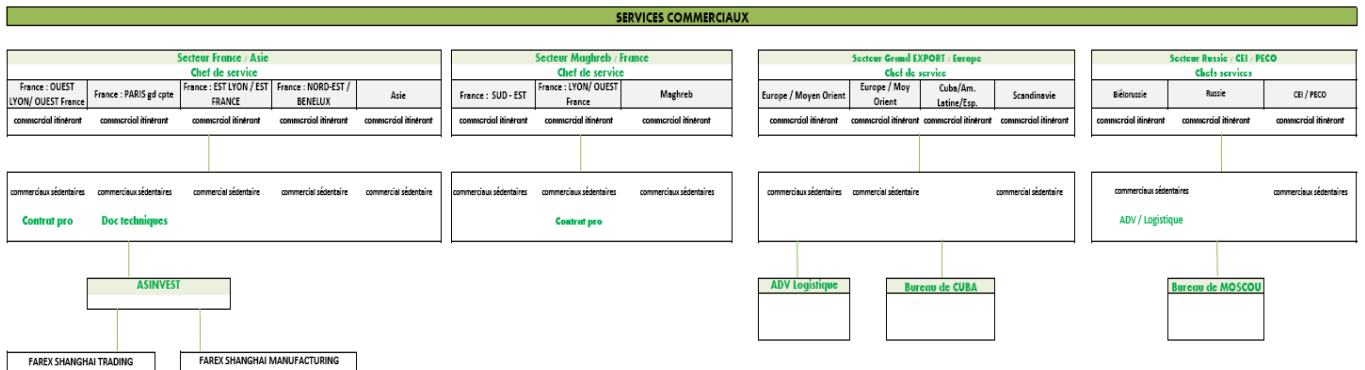 SERVICES COMMERCIAUX
Secteur France / Asie
Chef de service
France : OUEST LYON/ OUEST France
France : PARIS gd cpte
France : EST LYON / EST FRANCE
France : NORD-EST / BENELUX
Asie
commercial itinérant commercial itinérant commercial itinérant commercial itinérant commercial itinérant
commerciaux sédentaires commerciaux sédentaires commercial sédentaire commercial sédentaire commercial sédentaire
Contrat pro Doc techniques
ASINVEST
FAREX SHANGHAI TRADING
FAREX SHANGHAI MANUFACTURING
Secteur Maghreb / France
Chef de service
France : SUD - EST
France : LYON/ OUEST France
Maghreb
commercial itinérant commercial itinérant commercial itinérant
commerciaux sédentaires commerciaux sédentaires commerciaux sédentaires
Contrat pro
Secteur Grand EXPORT / Europe
Chef de service
Europe / Moyen Orient
Europe / Moy Orient
Cuba/Am. Latine/Esp.
Scandinavie
commercial itinérant commercial itinérant commercial itinérant commercial itinérant
commerciaux sédentaires commercial sédentaire commercial sédentaire
ADV Logistique
Bureau de CUBA
Secteur Russie / CEI / PECO
Chefs services
Biélorussie
Russie
CEI / PECO
commercial itinérant commercial itinérant commercial itinérant
commerciaux sédentaires commerciaux sédentaires
ADV / Logistique
Bureau de MOSCOU